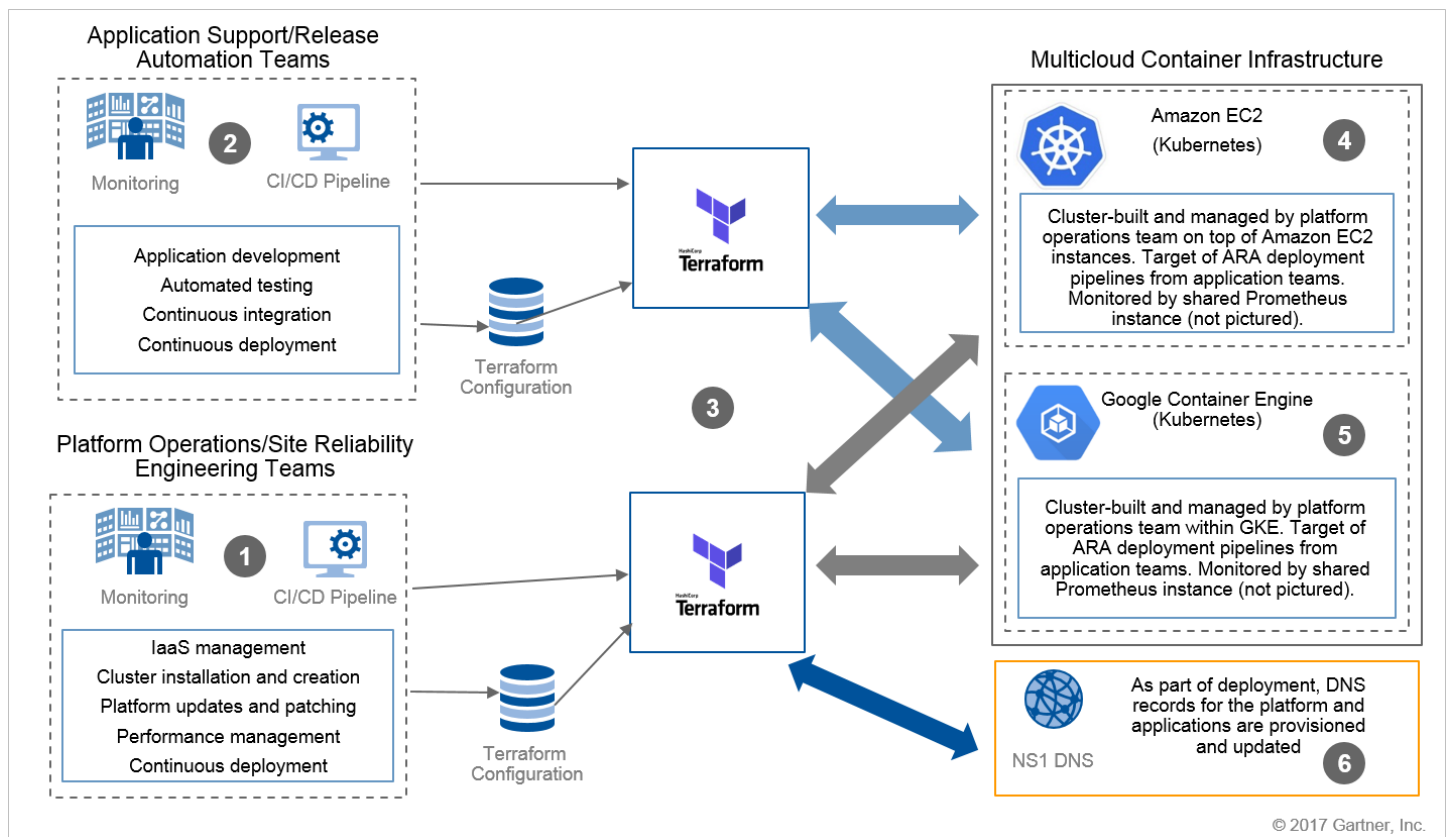 Application Support/Release
Automation Teams
2
Monitoring
CI/CD Pipeline
Application development
Automated testing
Continuous integration
Continuous deployment
Terraform
Configuration
HashiCorp
Terraform
3
Platform Operations/Site Reliability
Engineering Teams
1
Monitoring
CI/CD Pipeline
IaaS management
Cluster installation and creation
Platform updates and patching
Performance management
Continuous deployment
Terraform
Configuration
HashiCorp
Terraform
Multicloud Container Infrastructure
Amazon EC2
(Kubernetes)
4
Cluster-built and managed by platform
operations team on top of Amazon EC2
instances. Target of ARA deployment
pipelines from application teams.
Monitored by shared Prometheus
instance (not pictured).
Google Container Engine
(Kubernetes)
5
Cluster-built and managed by platform
operations team within GKE. Target of
ARA deployment pipelines from
application teams. Monitored by shared
Prometheus instance (not pictured).
NS1 DNS
As part of deployment, DNS
records for the platform and
applications are provisioned
and updated
6
© 2017 Gartner, Inc.